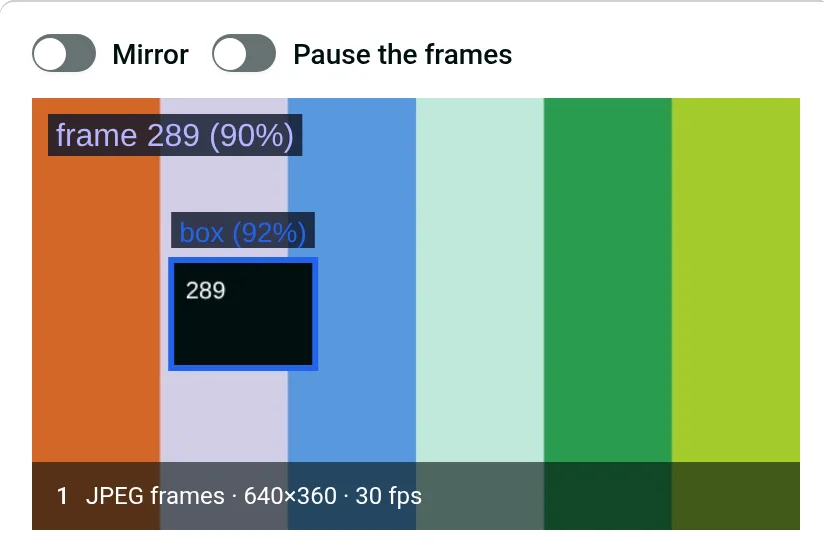 Mirror Pause the frames
frame 289 (90%)
box (92%)
289
1 JPEG frames · 640×360 · 30 fps